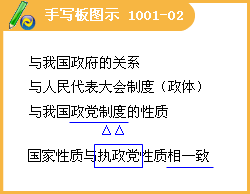 手写板图示 1001-02
与我国政府的关系
与人民代表大会制度（政体）
与我国政党制度的性质
国家性质与执政党性质相一致